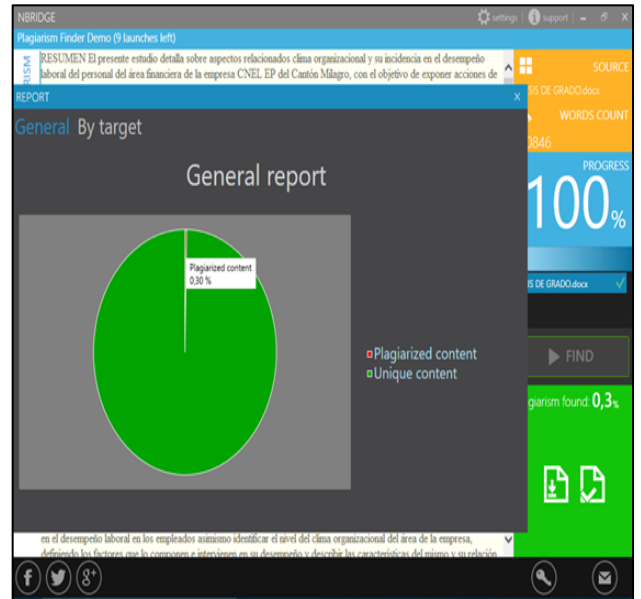 NBRIDGE
settings | support
Plagiarism Finder Demo (9 launches left)
RESUMEN El presente estudio detalla sobre aspectos relacionados clima organizacional y su incidencia en el desempeño
laboral del personal del área financiera de la empresa CNEL EP del Cantón Milagro, con el objetivo de exponer acciones de
SOURCE
SIS DE GRADO.docx
WORDS COUNT
0846
PROGRESS
100%
IS DE GRADO.docx
FIND
giarism found: 0,3%
REPORT
General By target
General report
Plagiarized content
0,30 %
Plagiarized content
Unique content
en el desempeño laboral en los empleados asimismo identificar el nivel del clima organizacional del área de la empresa,
definiendo los factores que lo componen e intervienen en su desempeño y describir las características del mismo y su relación